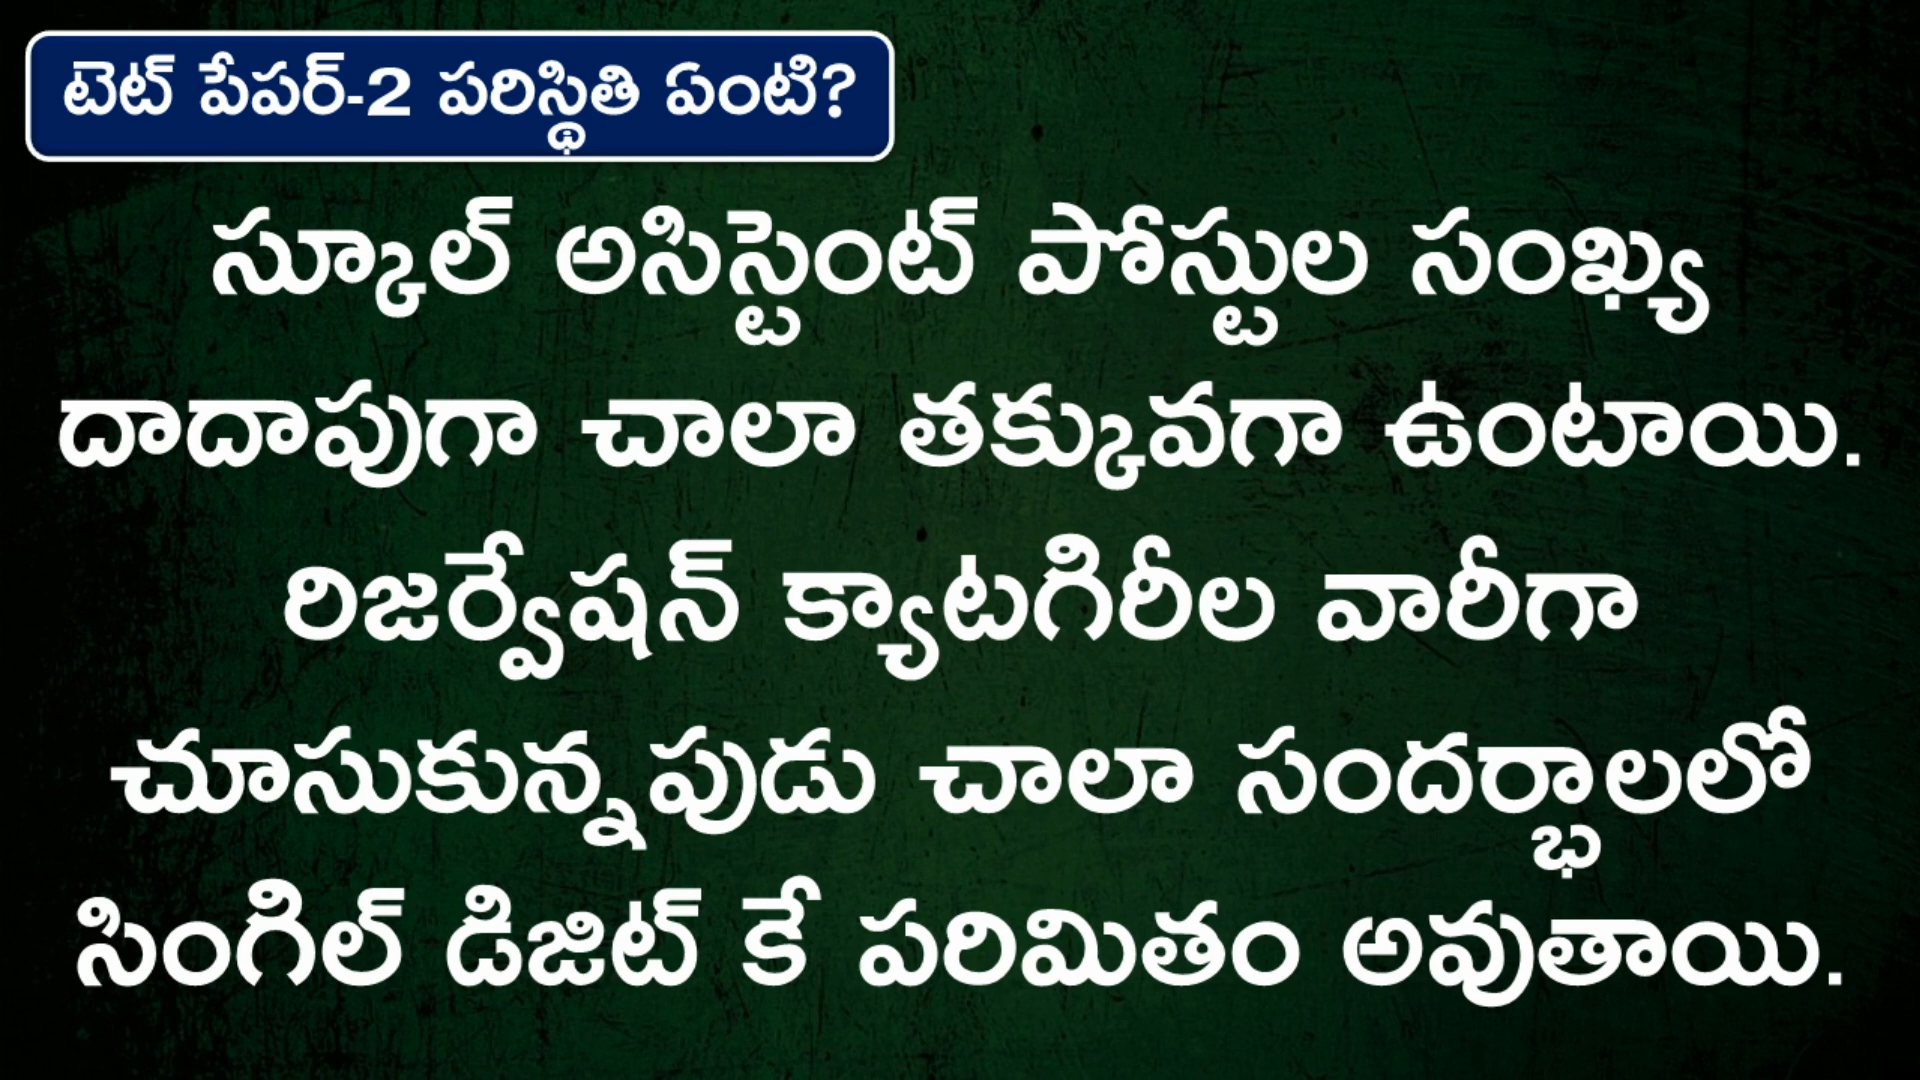 టెట్ పేపర్-2 పరిస్థితి ఏంటి?
స్కూల్ అసిస్టెంట్ పోస్టుల సంఖ్య
దాదాపుగా చాలా తక్కువగా ఉంటాయి.
రిజర్వేషన్ క్యాటగిరీల వారీగా
చూసుకున్నపుడు చాలా సందర్భాలలో
సింగిల్ డిజిట్ కే పరిమితం అవుతాయి.